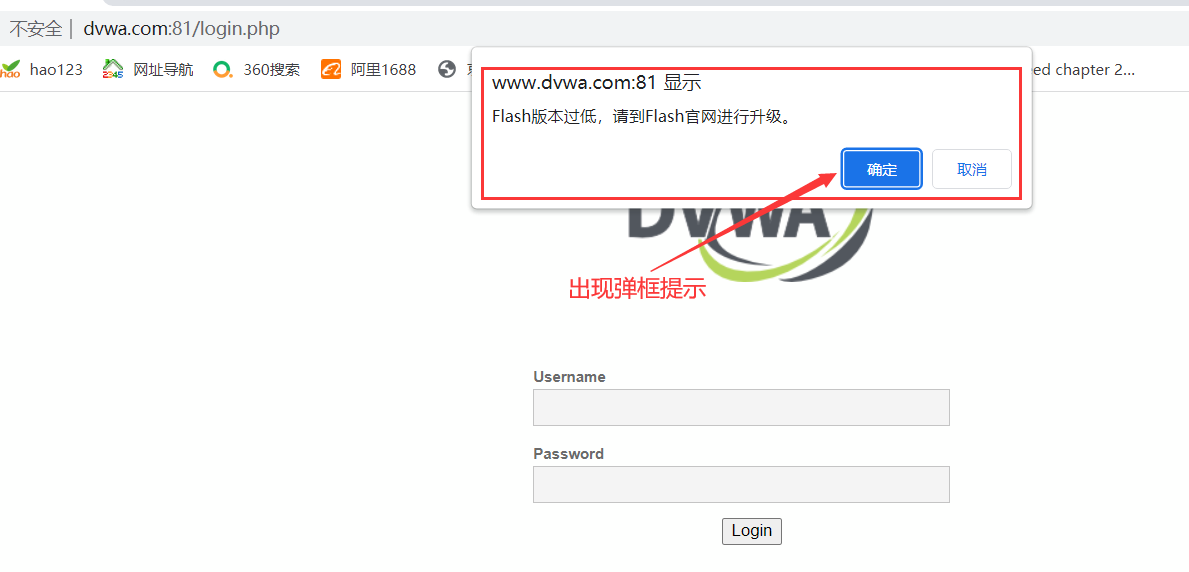 不安全 | dvwa.com:81/login.php
hao123 网址导航 360搜索 阿里1688 ed chapter 2...
www.dvwa.com:81 显示
Flash版本过低，请到Flash官网进行升级。
确定 取消
DVWA
出现弹框提示
Username
Password
Login